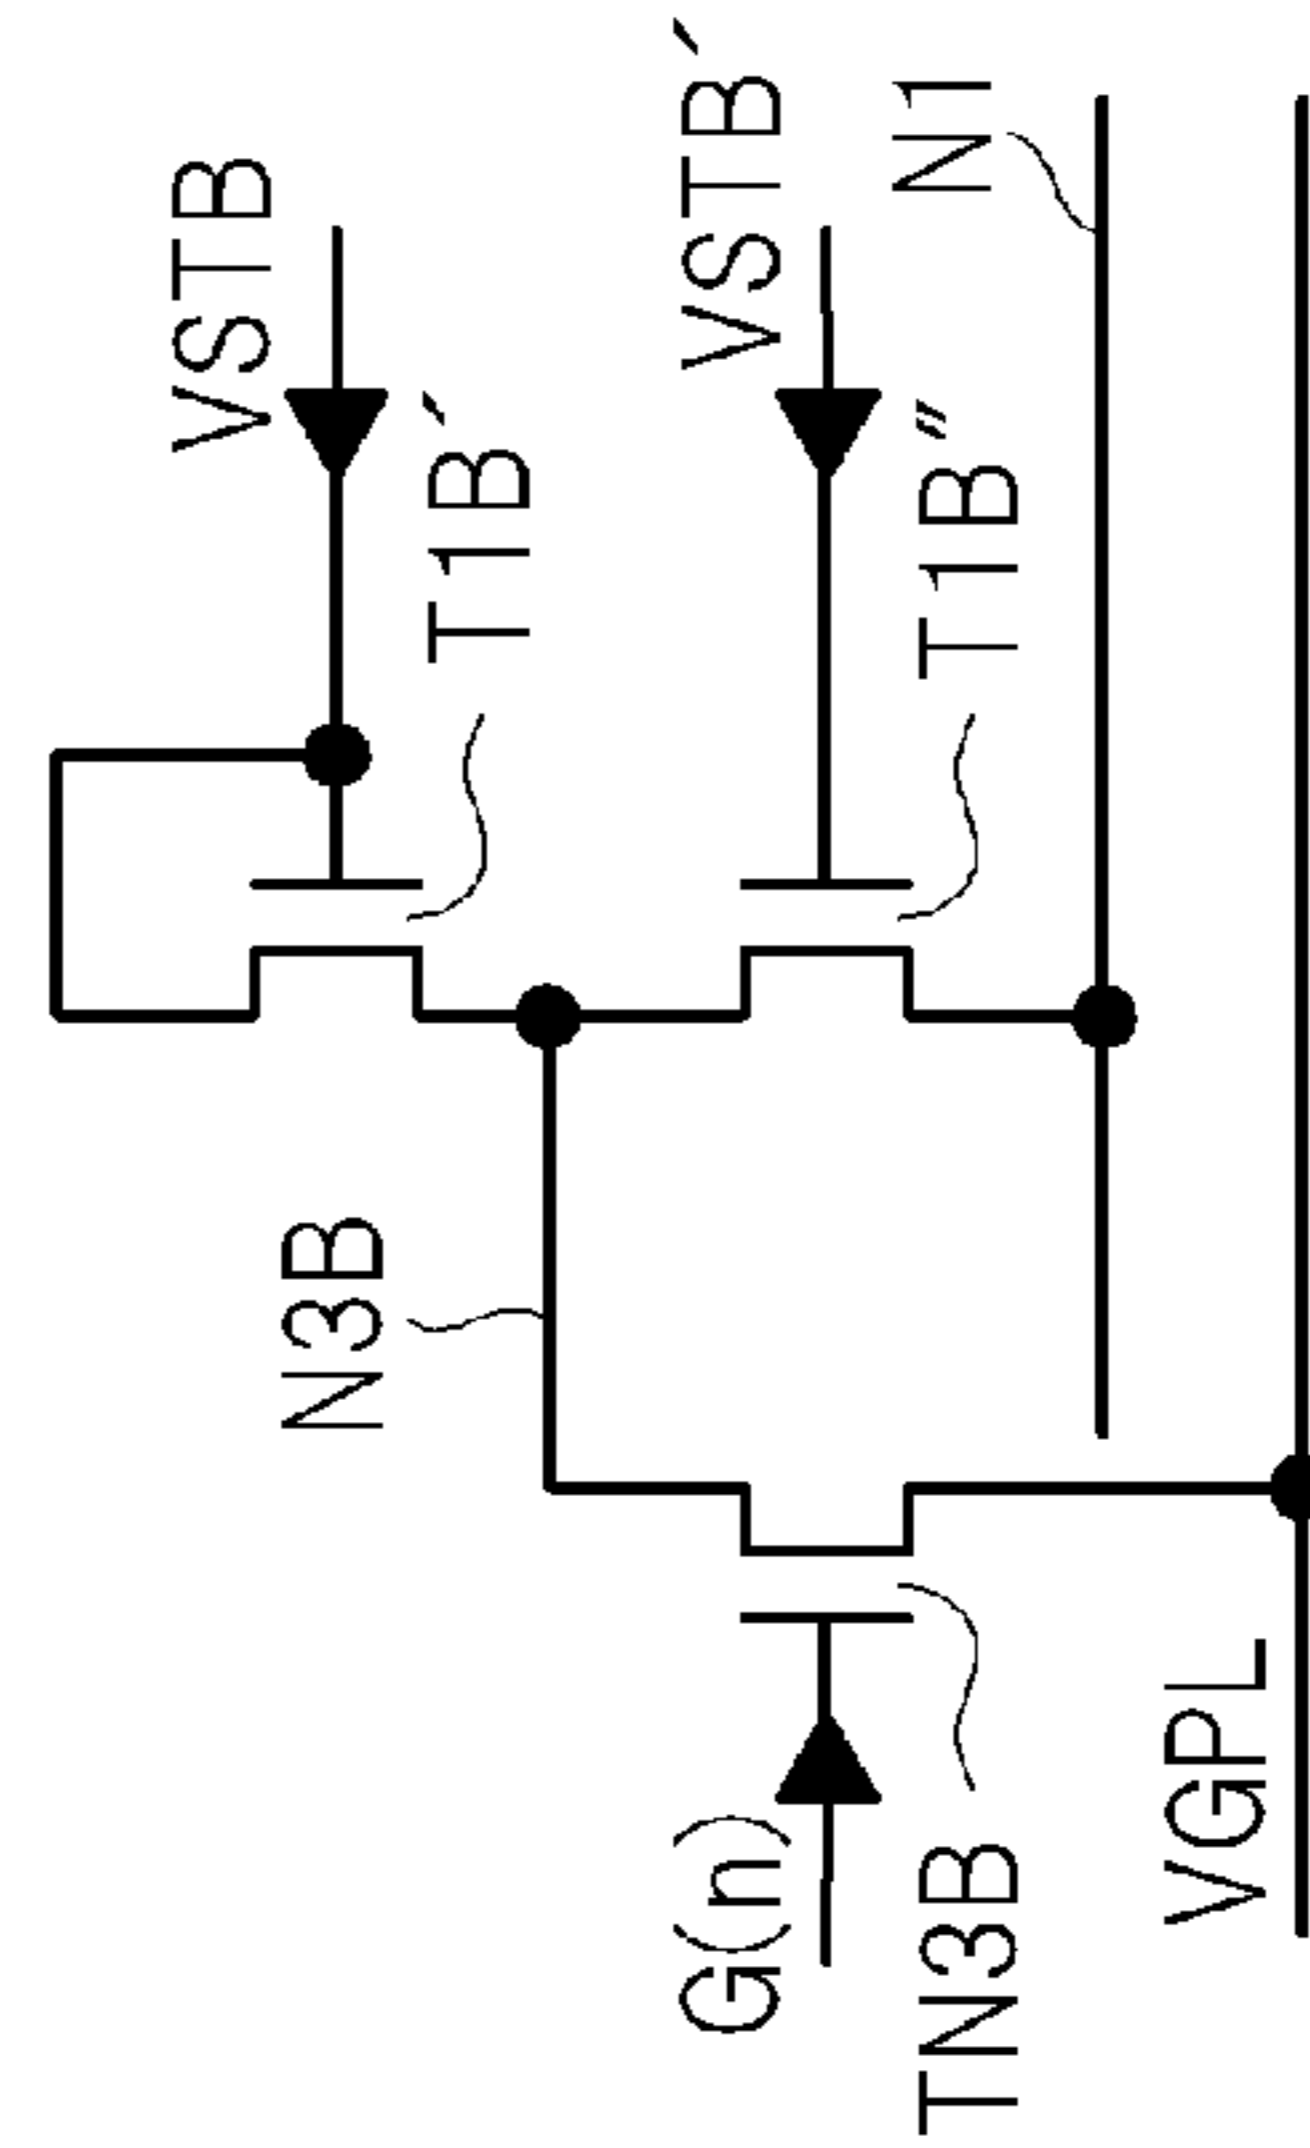 VSTB
T1B′
VSTB′
T1B″
N1
N3B
G(n)
TN3B
VGPL